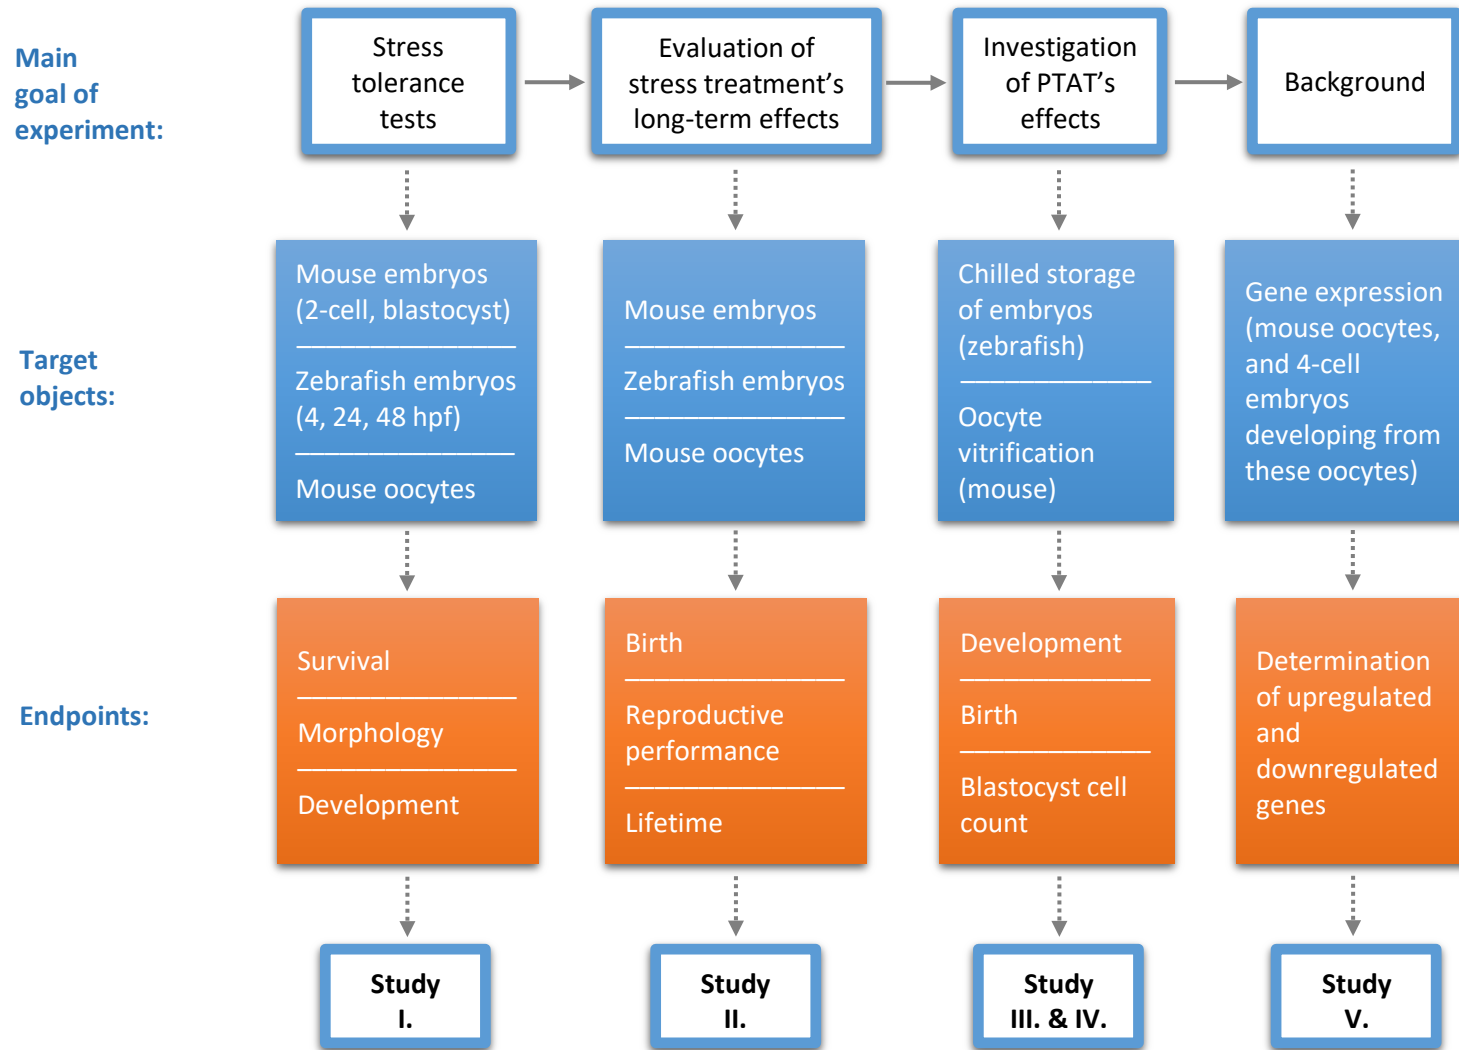 Main
goal of
experiment:
Stress
tolerance
tests
Evaluation of
stress treatment's
long-term effects
Investigation
of PTAT's
effects
Background
Target
objects:
Mouse embryos
(2-cell, blastocyst)
Zebrafish embryos
(4, 24, 48 hpf)
Mouse oocytes
Mouse embryos
Zebrafish embryos
Mouse oocytes
Chilled storage
of embryos
(zebrafish)
Oocyte
vitrification
(mouse)
Gene expression
(mouse oocytes,
and 4-cell
embryos
developing from
these oocytes)
Endpoints:
Survival
Morphology
Development
Birth
Reproductive
performance
Lifetime
Development
Birth
Blastocyst cell
count
Determination
of upregulated
and
downregulated
genes
Study
I.
Study
II.
Study
III. & IV.
Study
V.